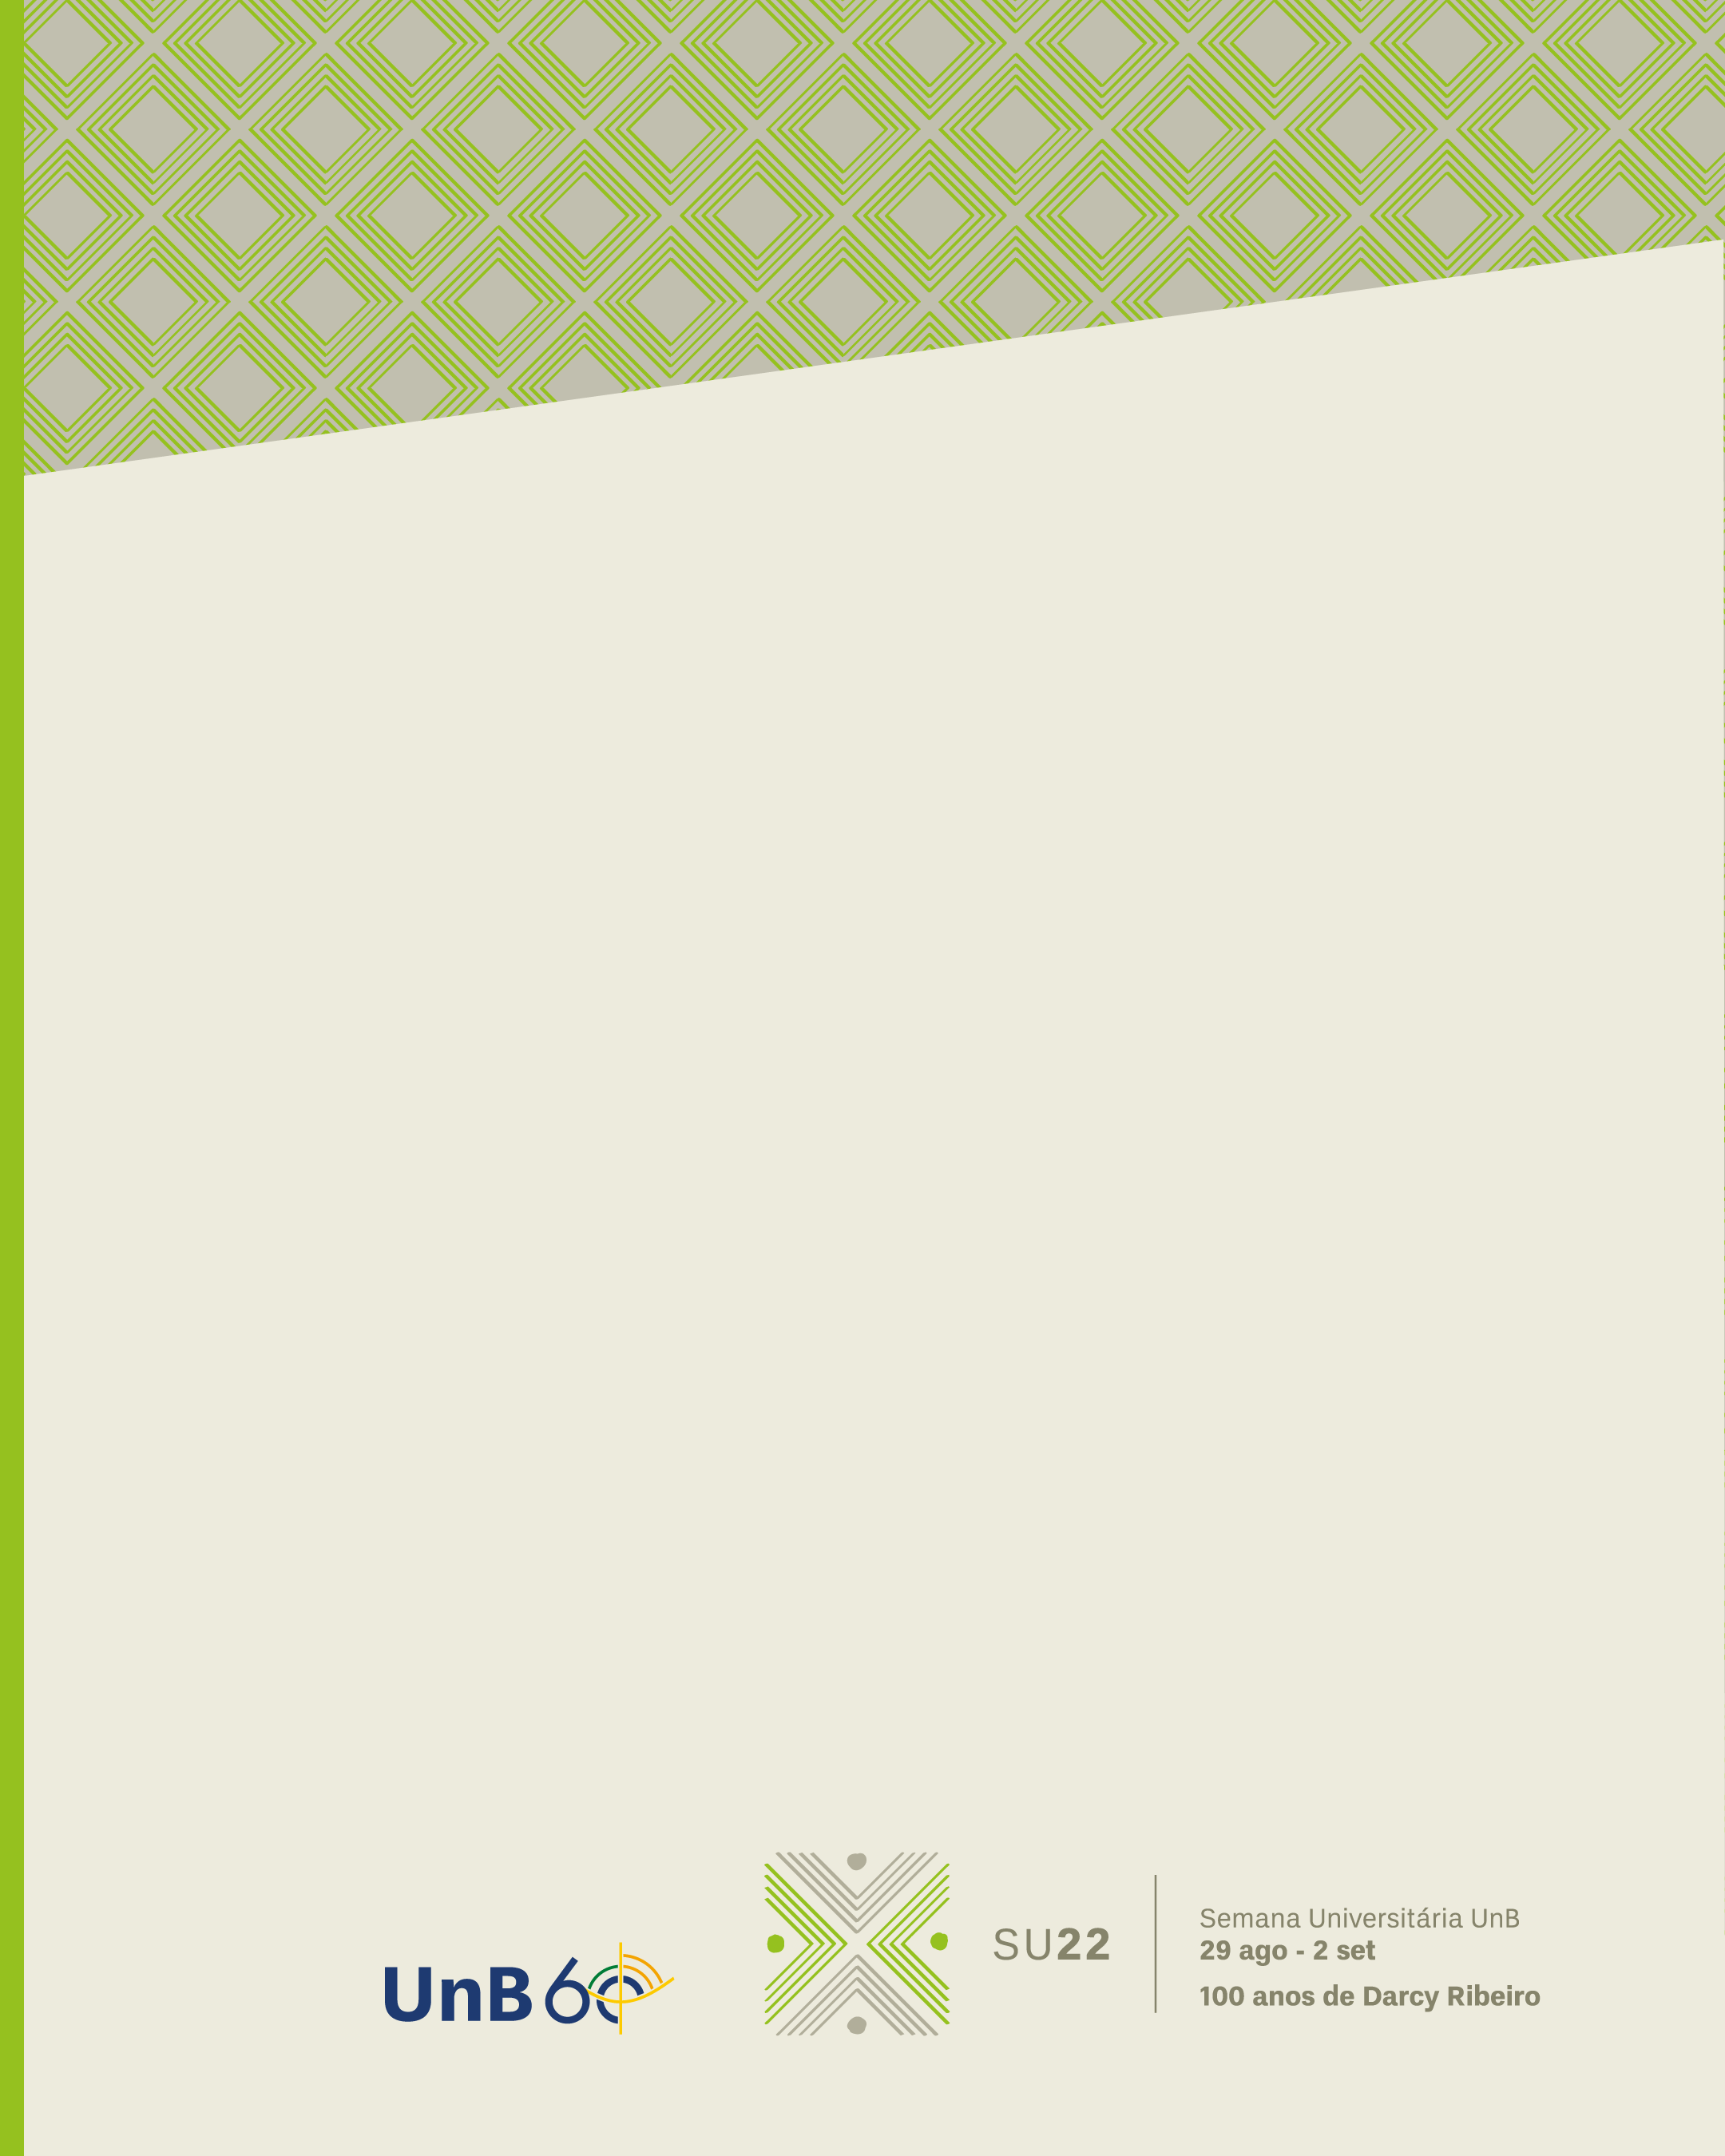 UnB 60
SU22
Semana Universitária UnB
29 ago - 2 set
100 anos de Darcy Ribeiro